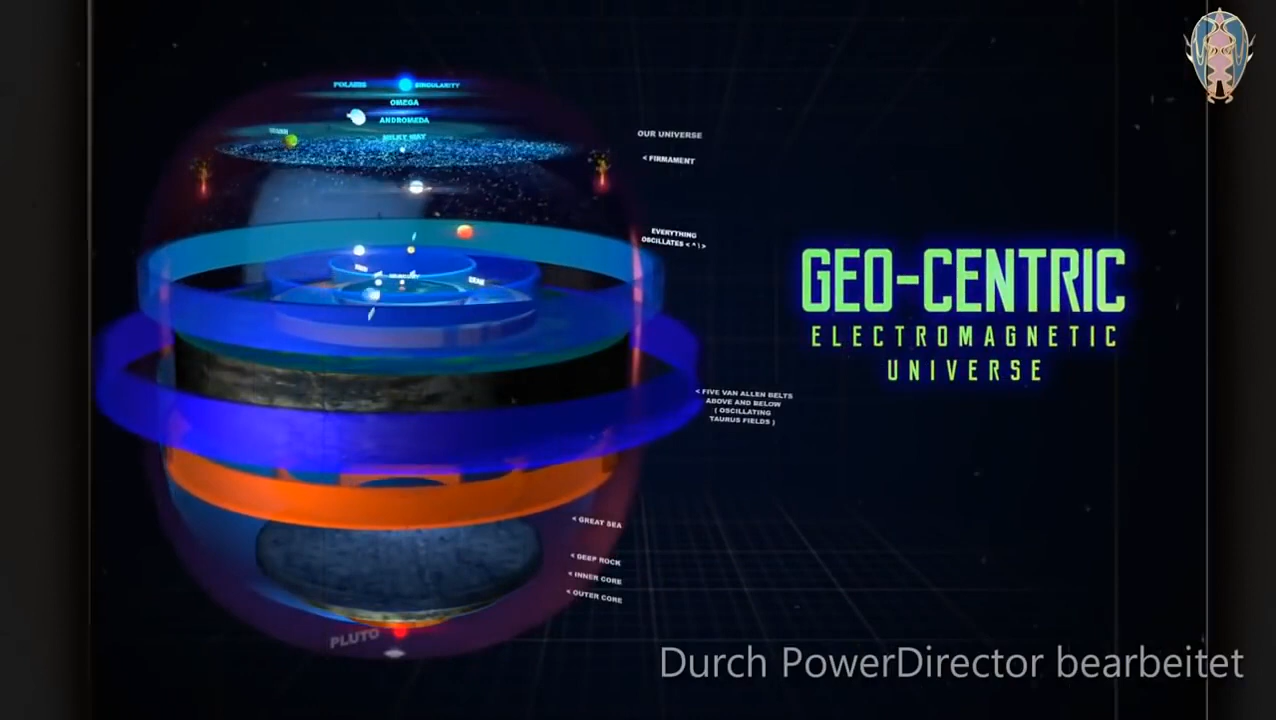 POLARIS
SINGULARITY
OMEGA
ANDROMEDA
MILKY WAY
OUR UNIVERSE
< FIRMAMENT
EVERYTHING
OSCILLATES < ^ | >
MERCURY
GEO-CENTRIC
ELECTROMAGNETIC
UNIVERSE
< FIVE VAN ALLEN BELTS
ABOVE AND BELOW
( OSCILLATING
TAURUS FIELDS )
< GREAT SEA
< DEEP ROCK
< INNER CORE
< OUTER CORE
PLUTO
Durch PowerDirector bearbeitet